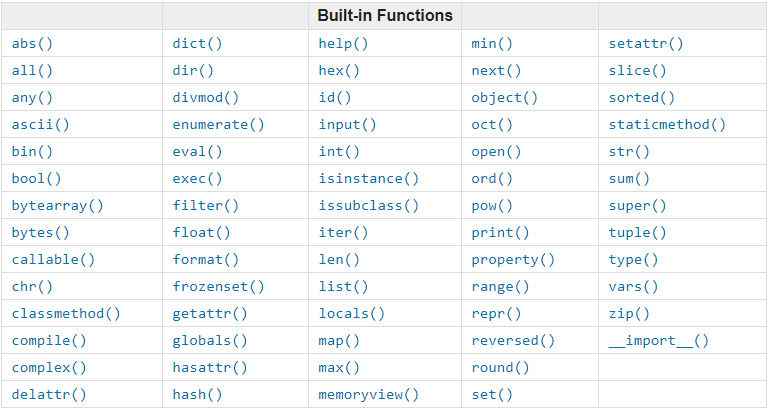 Built-in Functions
abs() dict() help() min() setattr()
all() dir() hex() next() slice()
any() divmod() id() object() sorted()
ascii() enumerate() input() oct() staticmethod()
bin() eval() int() open() str()
bool() exec() isinstance() ord() sum()
bytearray() filter() issubclass() pow() super()
bytes() float() iter() print() tuple()
callable() format() len() property() type()
chr() frozenset() list() range() vars()
classmethod() getattr() locals() repr() zip()
compile() globals() map() reversed() __import__()
complex() hasattr() max() round()
delattr() hash() memoryview() set()